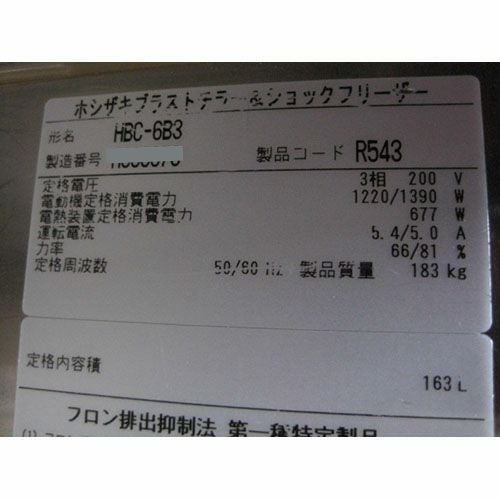 ホシザキブラストチラー&ショックフリーザー
形名 HBC-6B3
製造番号
製品コード R543
定格電圧 3相 200 V
電動機定格消費電力 1220/1390 W
電熱装置定格消費電力 677 W
運転電流 5.4/5.0 A
力率 66/81 %
定格周波数 50/60 Hz 製品質量 183 kg
定格内容積 163 L
フロン排出抑制法 第一種特定製品